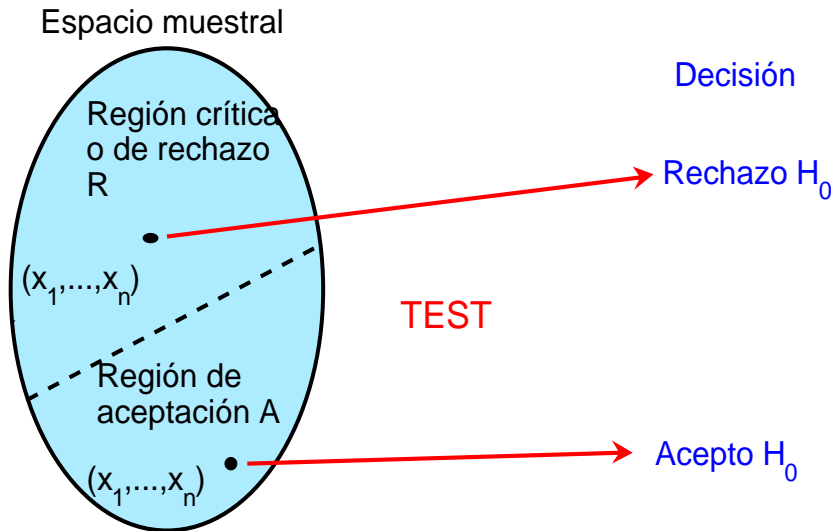 Espacio muestral
Decisión
Región crítica
o de rechazo
R
Rechazo H₀
(x₁,...,xₙ)
TEST
Región de
aceptación A
Acepto H₀
(x₁,...,xₙ)